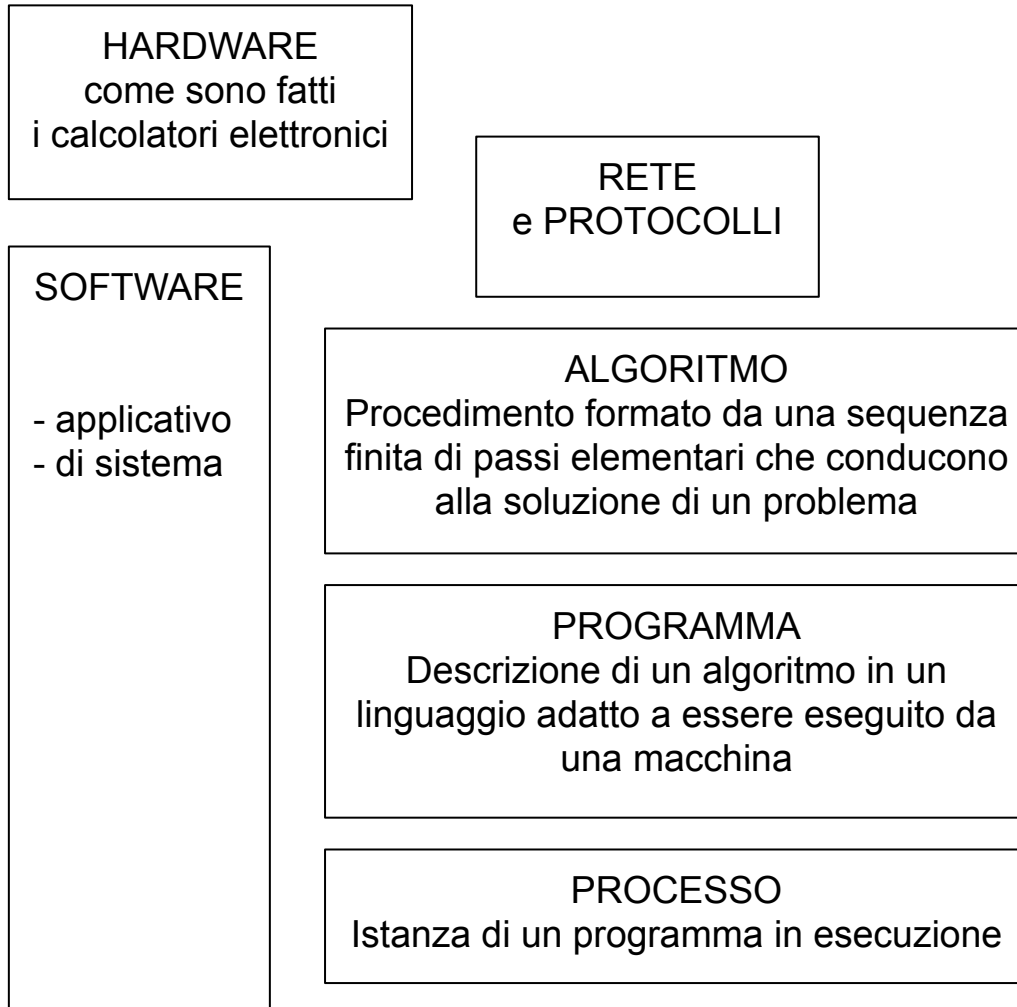 HARDWARE
come sono fatti
i calcolatori elettronici
RETE
e PROTOCOLLI
SOFTWARE
- applicativo
- di sistema
ALGORITMO
Procedimento formato da una sequenza
finita di passi elementari che conducono
alla soluzione di un problema
PROGRAMMA
Descrizione di un algoritmo in un
linguaggio adatto a essere eseguito da
una macchina
PROCESSO
Istanza di un programma in esecuzione